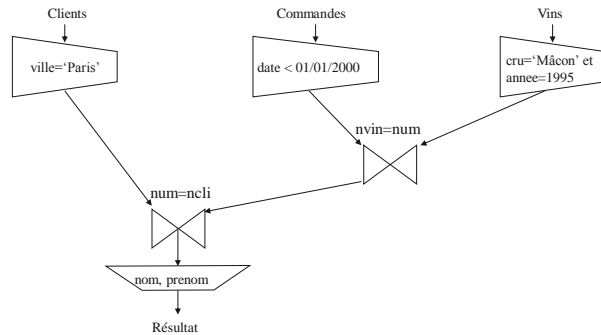 Clients
Commandes
Vins
ville=‘Paris’
date < 01/01/2000
cru=‘Mâcon’ et
annee=1995
nvin=num
num=ncli
nom, prenom
Résultat